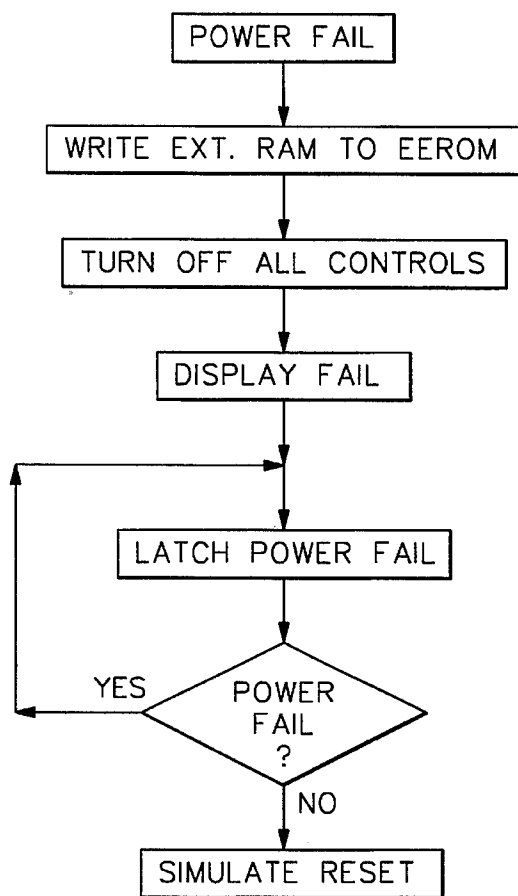 POWER FAIL
WRITE EXT. RAM TO EEROM
TURN OFF ALL CONTROLS
DISPLAY FAIL
LATCH POWER FAIL
YES
POWER
FAIL
?
NO
SIMULATE RESET